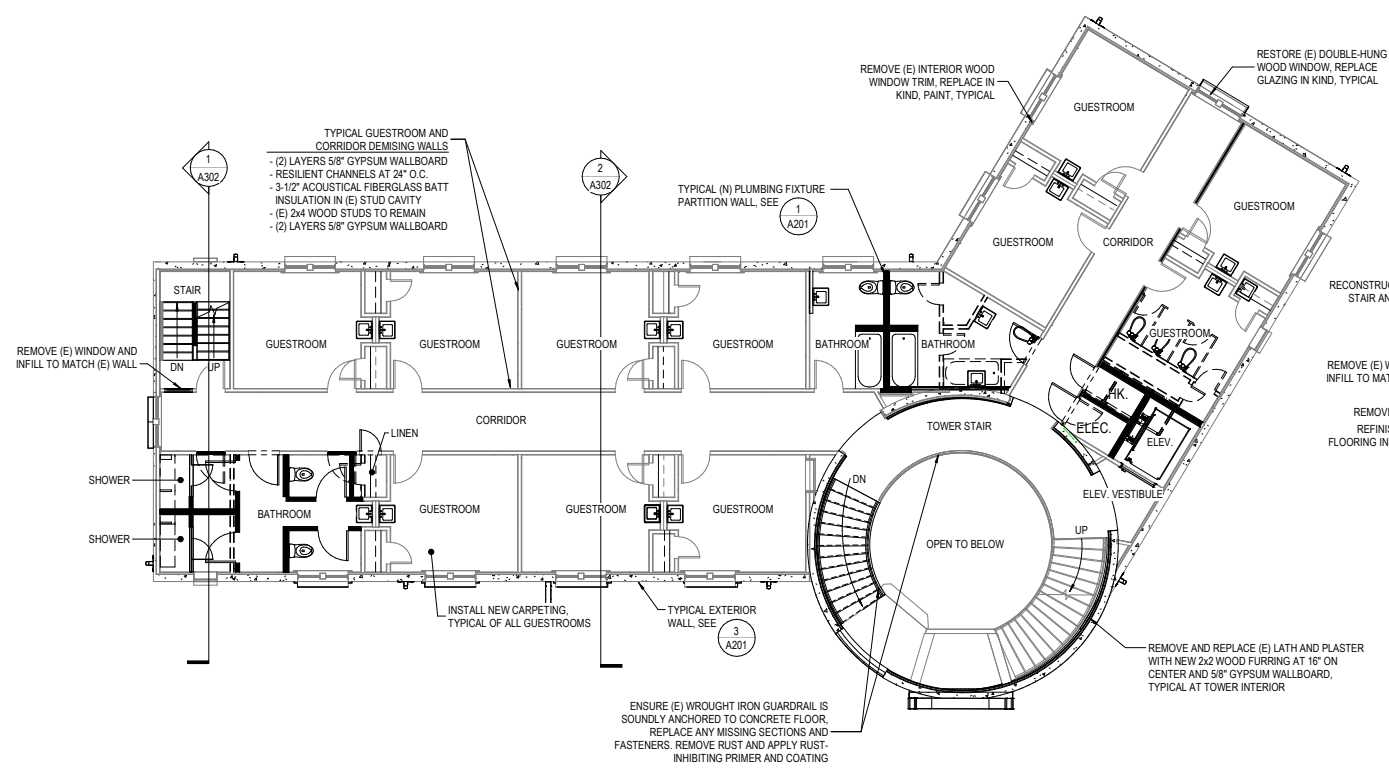 REMOVE (E) INTERIOR WOOD
WINDOW TRIM, REPLACE IN
KIND, PAINT, TYPICAL
RESTORE (E) DOUBLE-HUNG
WOOD WINDOW, REPLACE
GLAZING IN KIND, TYPICAL
TYPICAL GUESTROOM AND
CORRIDOR DEMISING WALLS
- (2) LAYERS 5/8" GYPSUM WALLBOARD
- RESILIENT CHANNELS AT 24" O.C.
- 3-1/2" ACOUSTICAL FIBERGLASS BATT
INSULATION IN (E) STUD CAVITY
- (E) 2x4 WOOD STUDS TO REMAIN
- (2) LAYERS 5/8" GYPSUM WALLBOARD
1
A302
2
A302
TYPICAL (N) PLUMBING FIXTURE
PARTITION WALL, SEE
1
A201
GUESTROOM
GUESTROOM
GUESTROOM
CORRIDOR
GUESTROOM
RECONSTRUC
STAIR AN
REMOVE (E) W
INFILL TO MAT
REMOVE
REFINIS
FLOORING IN
STAIR
DN
UP
REMOVE (E) WINDOW AND
INFILL TO MATCH (E) WALL
GUESTROOM
GUESTROOM
GUESTROOM
GUESTROOM
BATHROOM
BATHROOM
HK.
ELEC.
ELEV.
ELEV. VESTIBULE
CORRIDOR
LINEN
TOWER STAIR
SHOWER
SHOWER
BATHROOM
GUESTROOM
GUESTROOM
GUESTROOM
DN
OPEN TO BELOW
UP
INSTALL NEW CARPETING,
TYPICAL OF ALL GUESTROOMS
TYPICAL EXTERIOR
WALL, SEE
3
A201
REMOVE AND REPLACE (E) LATH AND PLASTER
WITH NEW 2x2 WOOD FURRING AT 16" ON
CENTER AND 5/8" GYPSUM WALLBOARD,
TYPICAL AT TOWER INTERIOR
ENSURE (E) WROUGHT IRON GUARDRAIL IS
SOUNDLY ANCHORED TO CONCRETE FLOOR,
REPLACE ANY MISSING SECTIONS AND
FASTENERS. REMOVE RUST AND APPLY RUST-
INHIBITING PRIMER AND COATING